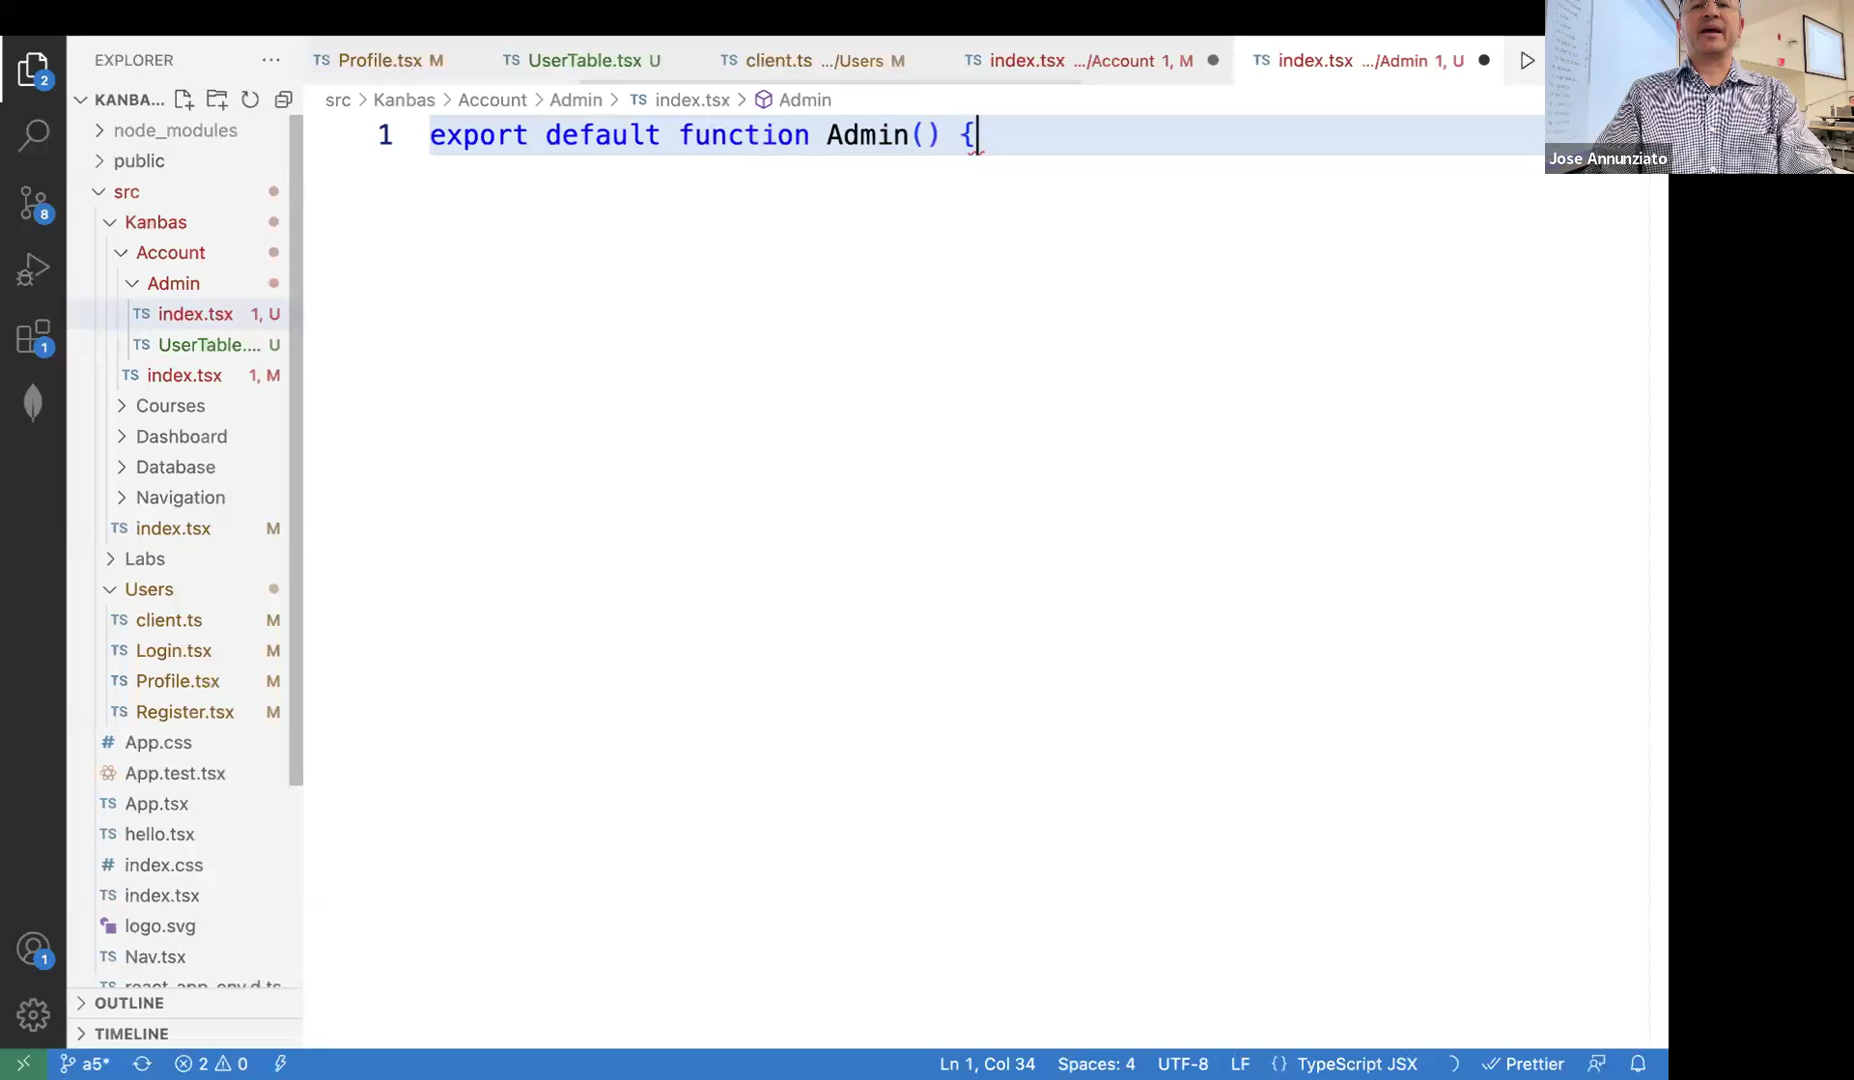 EXPLORER
Profile.tsx M
UserTable.tsx U
client.ts .../Users M
index.tsx .../Account 1, M
index.tsx .../Admin 1, U
KANBA...
src > Kanbas > Account > Admin > TS index.tsx > Admin
1 export default function Admin() {
node_modules
public
src
Kanbas
Account
Admin
TS index.tsx 1, U
TS UserTable.... U
TS index.tsx 1, M
Courses
Dashboard
Database
Navigation
TS index.tsx M
Labs
Users
TS client.ts M
TS Login.tsx M
TS Profile.tsx M
TS Register.tsx M
# App.css
App.test.tsx
TS App.tsx
TS hello.tsx
# index.css
TS index.tsx
logo.svg
TS Nav.tsx
OUTLINE
TIMELINE
2
8
1
1
Jose Annunziato
a5* 2 0
Ln 1, Col 34 Spaces: 4 UTF-8 LF {} TypeScript JSX Prettier